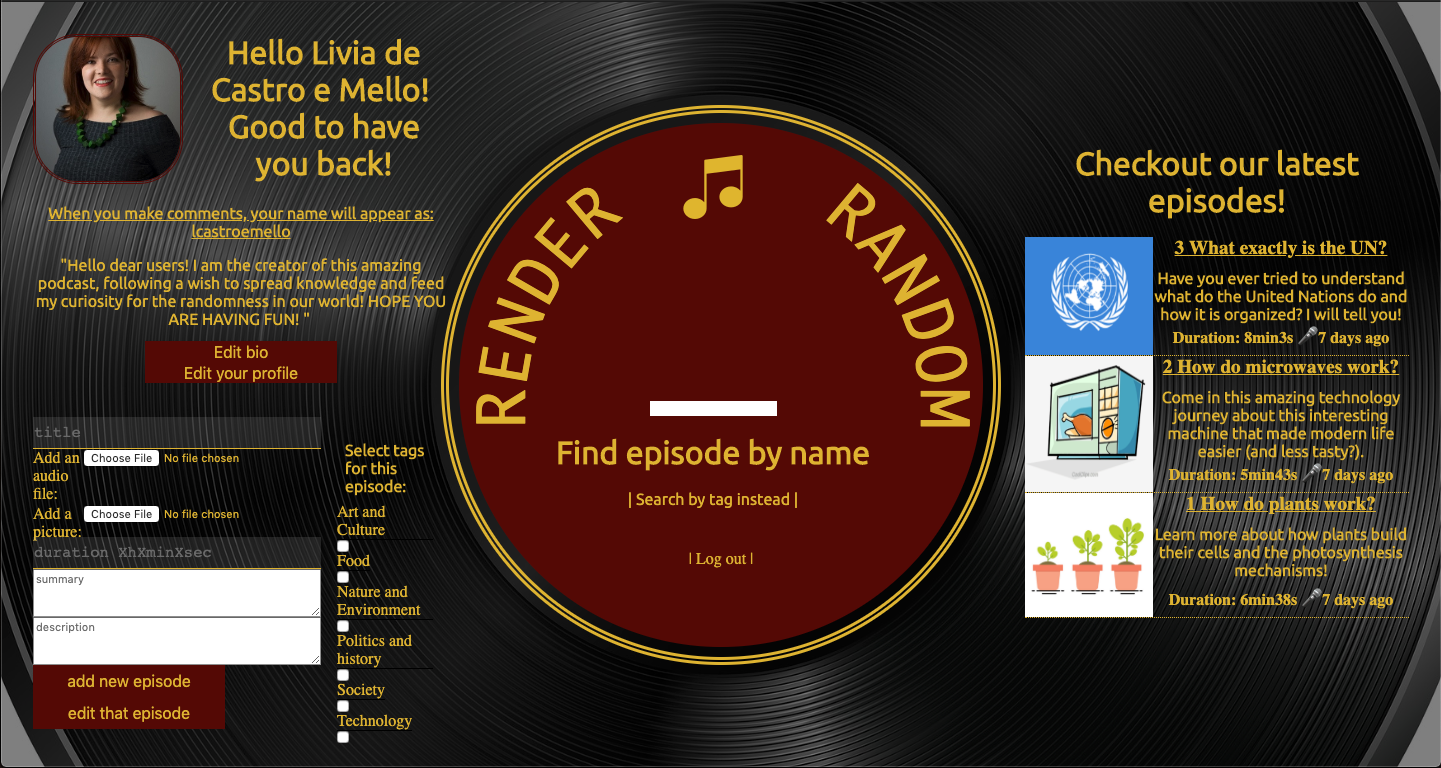 Hello Livia de
Castro e Mello!
Good to have
you back!
When you make comments, your name will appear as:
lcastroemello
"Hello dear users! I am the creator of this amazing
podcast, following a wish to spread knowledge and feed
my curiosity for the randomness in our world! HOPE YOU
ARE HAVING FUN! "
Edit bio
Edit your profile
title
Add an
audio
file:
Choose File No file chosen
Add a
picture:
Choose File No file chosen
duration XhXminXsec
summary
description
add new episode
edit that episode
Select tags
for this
episode:
Art and
Culture
Food
Nature and
Environment
Politics and
history
Society
Technology
RENDER
RANDOM
Find episode by name
| Search by tag instead |
| Log out |
Checkout our latest
episodes!
3 What exactly is the UN?
Have you ever tried to understand
what do the United Nations do and
how it is organized? I will tell you!
Duration: 8min3s 🎤7 days ago
2 How do microwaves work?
Come in this amazing technology
journey about this interesting
machine that made modern life
easier (and less tasty?).
Duration: 5min43s 🎤7 days ago
1 How do plants work?
Learn more about how plants build
their cells and the photosynthesis
mechanisms!
Duration: 6min38s 🎤7 days ago